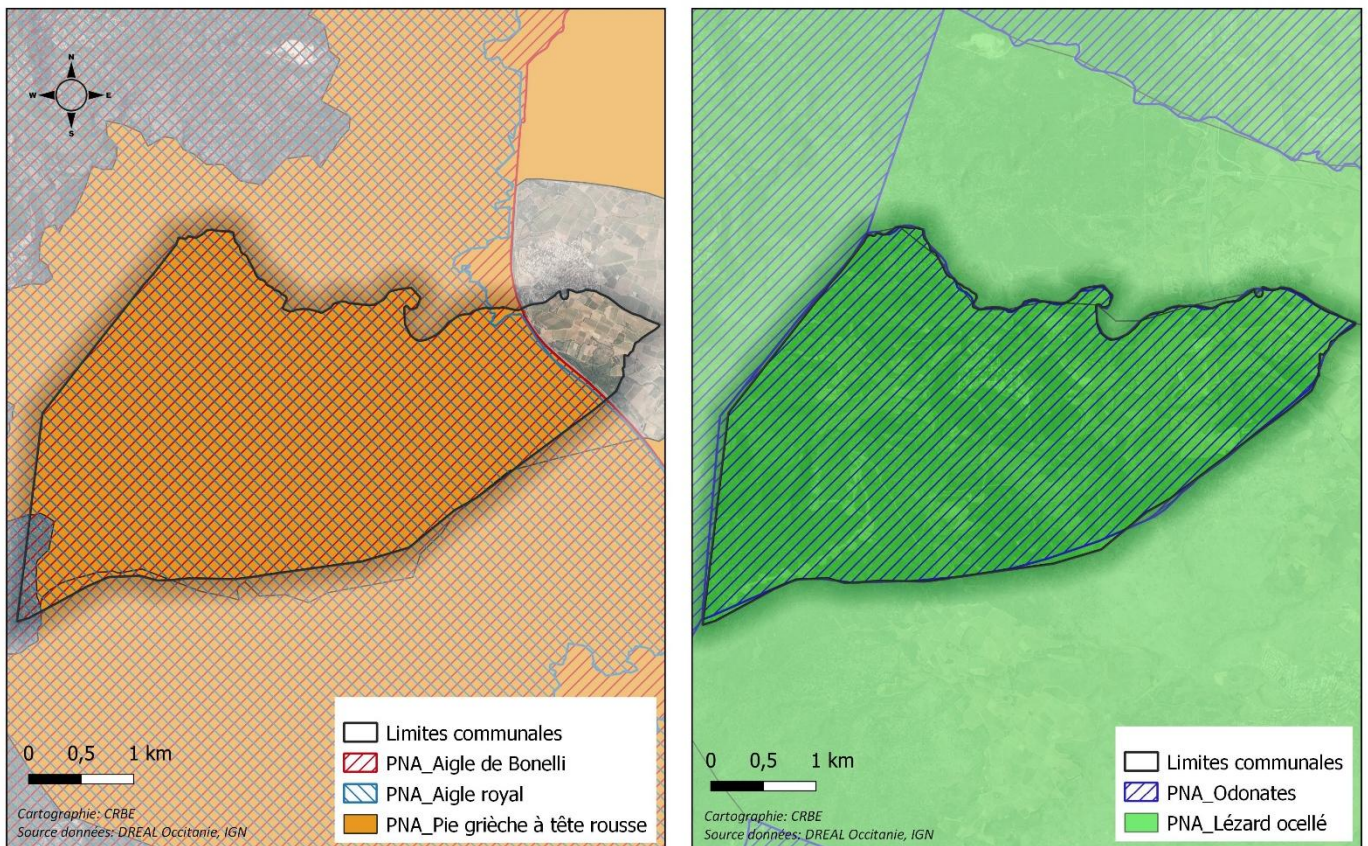 N
W E
S
0 0,5 1 km
Cartographie: CRBE
Source données: DREAL Occitanie, IGN
Limites communales
PNA_Aigle de Bonelli
PNA_Aigle royal
PNA_Pie grièche à tête rousse
0 0,5 1 km
Cartographie: CRBE
Source données: DREAL Occitanie, IGN
Limites communales
PNA_Odonates
PNA_Lézard ocellé